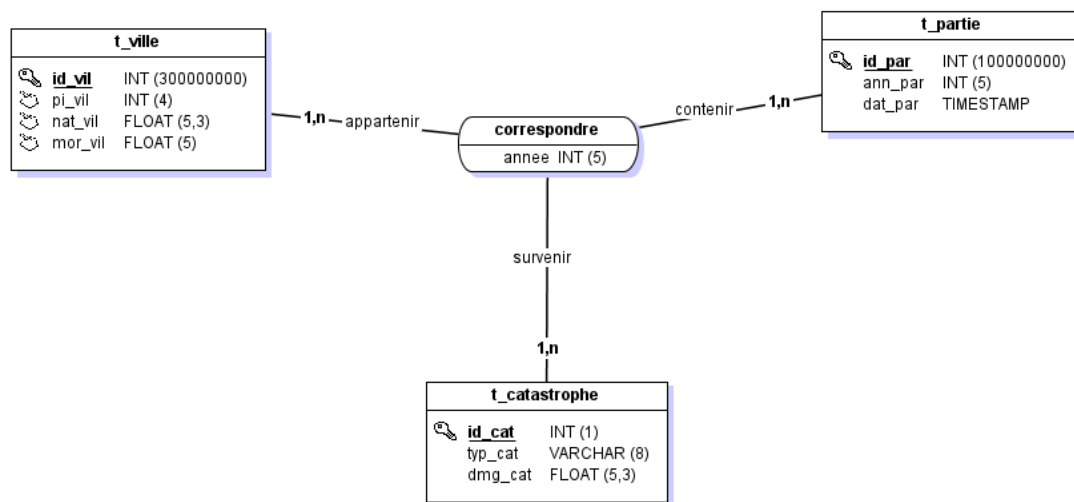 t_ville
id_vil INT (300000000)
pi_vil INT (4)
nat_vil FLOAT (5,3)
mor_vil FLOAT (5)
1,n appartenir
correspondre
annee INT (5)
contenir 1,n
t_partie
id_par INT (100000000)
ann_par INT (5)
dat_par TIMESTAMP
survenir
1,n
t_catastrophe
id_cat INT (1)
typ_cat VARCHAR (8)
dmg_cat FLOAT (5,3)